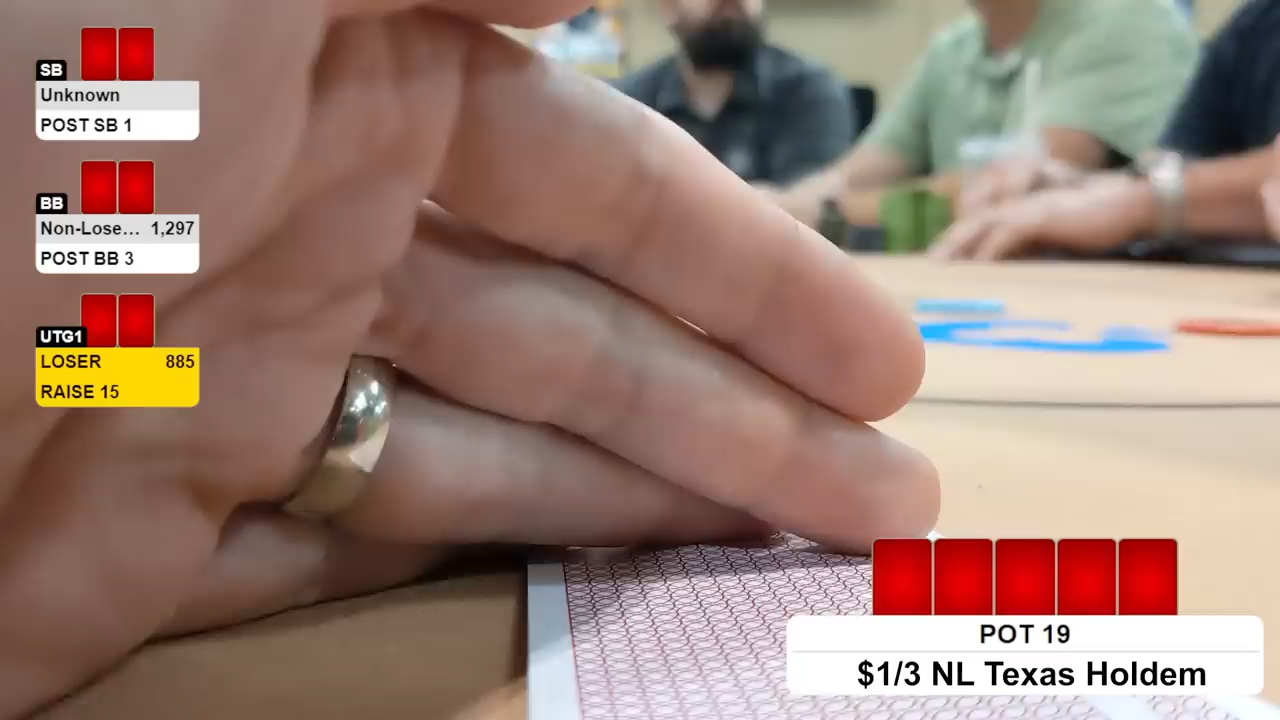 SB
Unknown
POST SB 1
BB
Non-Lose... 1,297
POST BB 3
UTG1
LOSER 885
RAISE 15
POT 19
$1/3 NL Texas Holdem